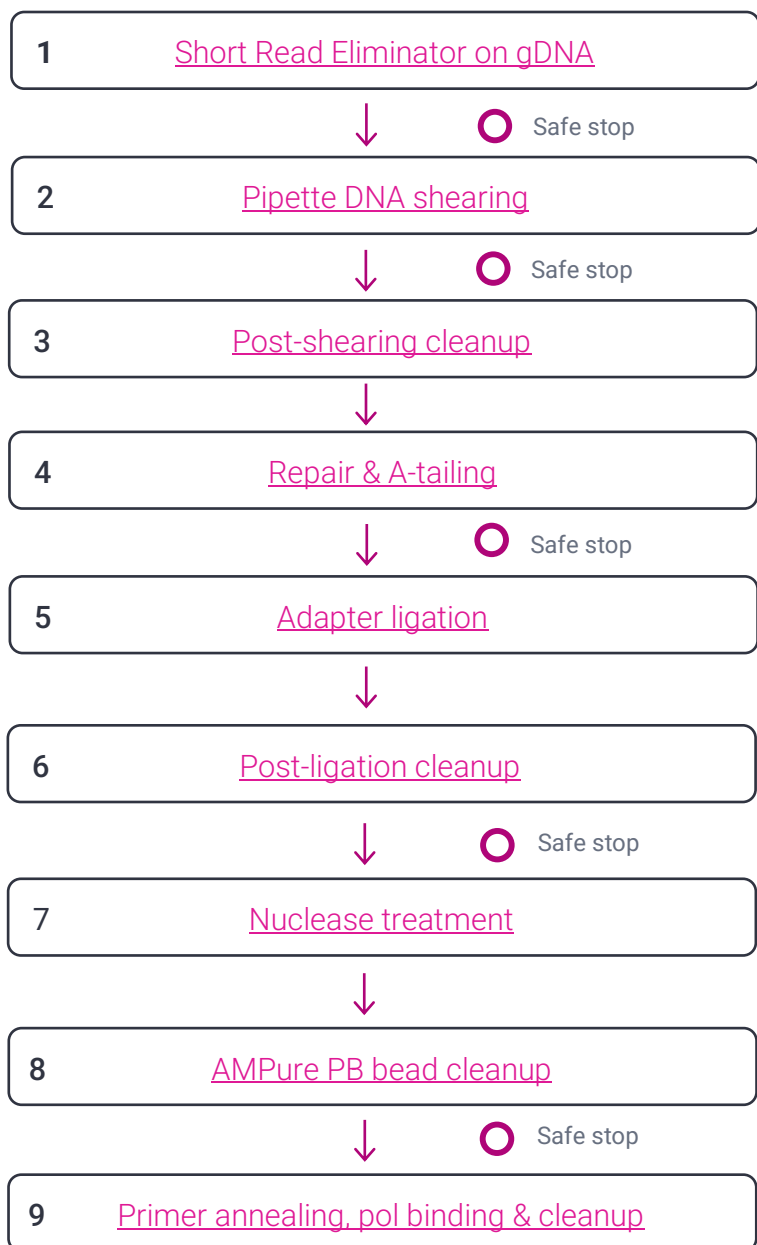 1 Short Read Eliminator on gDNA
Safe stop
2 Pipette DNA shearing
Safe stop
3 Post-shearing cleanup
4 Repair & A-tailing
Safe stop
5 Adapter ligation
6 Post-ligation cleanup
Safe stop
7 Nuclease treatment
8 AMPure PB bead cleanup
Safe stop
9 Primer annealing, pol binding & cleanup